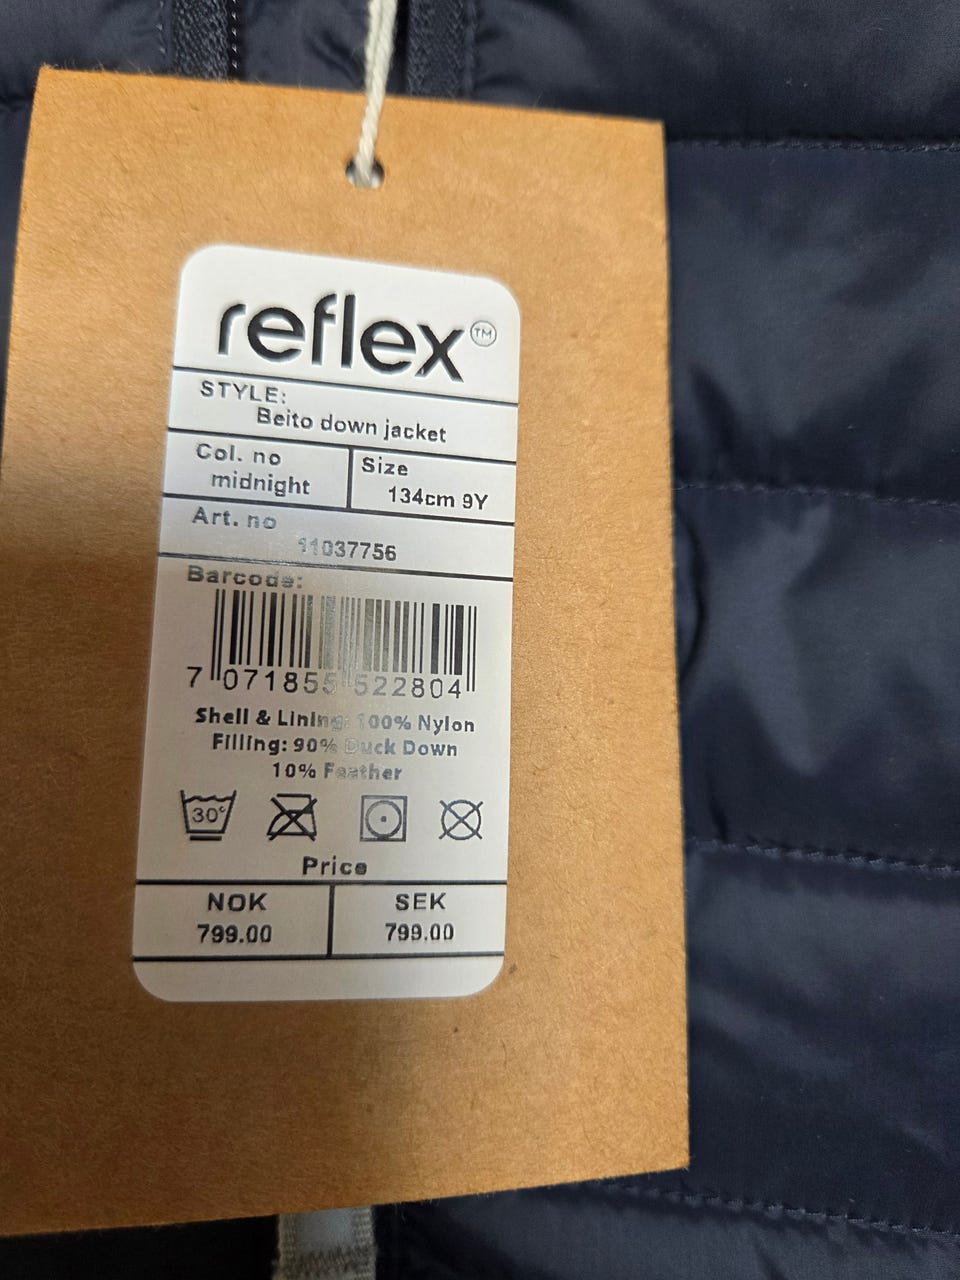 reflex™
STYLE:
Beito down jacket
Col. no
midnight
Size
134cm 9Y
Art. no
11037756
Barcode:
7 071855 522804
Shell & Lining: 100% Nylon
Filling: 90% Duck Down
10% Feather
30°
Price
NOK
799.00
SEK
799.00